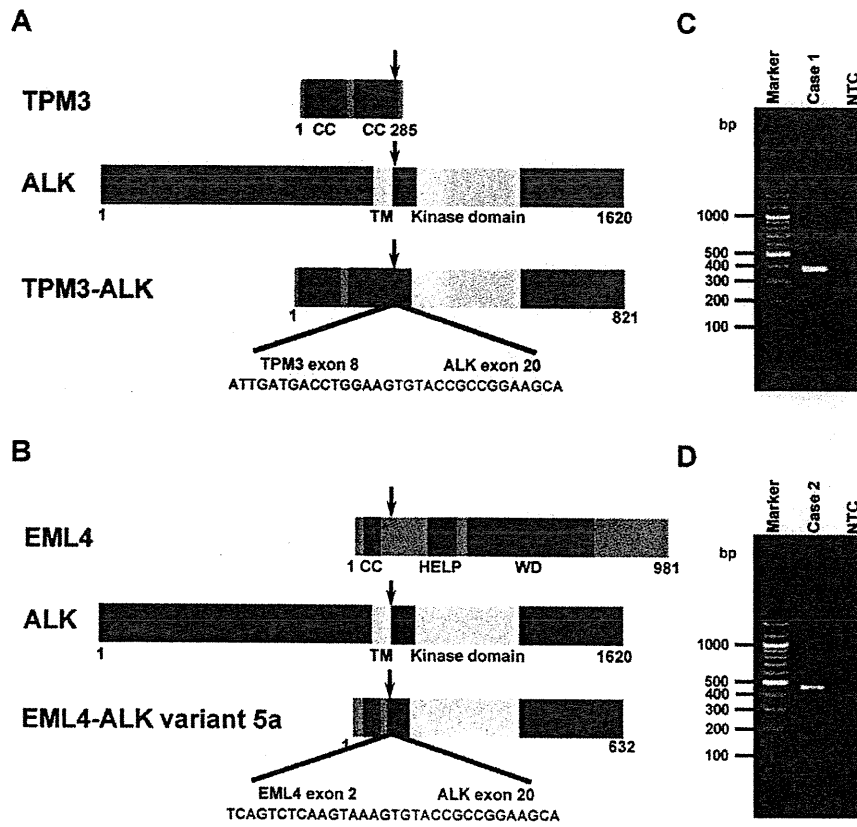 A
TPM3
1 CC CC 285
ALK
1 TM Kinase domain 1620
TPM3-ALK
1 821
TPM3 exon 8 ALK exon 20
ATTGATGACCTGGAAGTGTACCGCCGGAAGCA
B
EML4
1 CC HELP WD 981
ALK
1 TM Kinase domain 1620
EML4-ALK variant 5a
1 632
EML4 exon 2 ALK exon 20
TCAGTCTCAAGTAAAGTGTACCGCCGGAAGCA
C
Marker Case 1 NTC
bp
1000
500
400
300
200
100
D
Marker Case 2 NTC
bp
1000
500
400
300
200
100